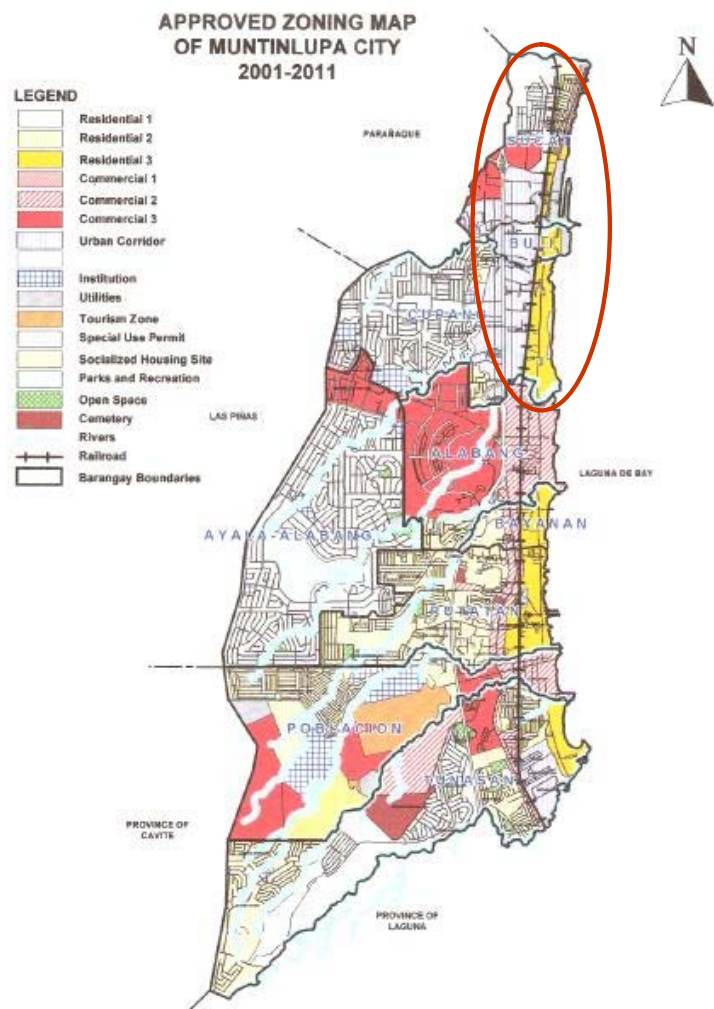 APPROVED ZONING MAP
OF MUNTINLUPA CITY
2001-2011
N
LEGEND
Residential 1
Residential 2
Residential 3
Commercial 1
Commercial 2
Commercial 3
Urban Corridor
Institution
Utilities
Tourism Zone
Special Use Permit
Socialized Housing Site
Parks and Recreation
Open Space
Cemetery
Rivers
Railroad
Barangay Boundaries
PARAÑAQUE
SUCAT
BULI
CUPANG
LAS PIÑAS
ALABANG
LAGUNA DE BAY
AYALA-ALABANG
BAYANAN
PUTATAN
POBLACION
TUNASAN
PROVINCE OF
CAVITE
PROVINCE OF
LAGUNA